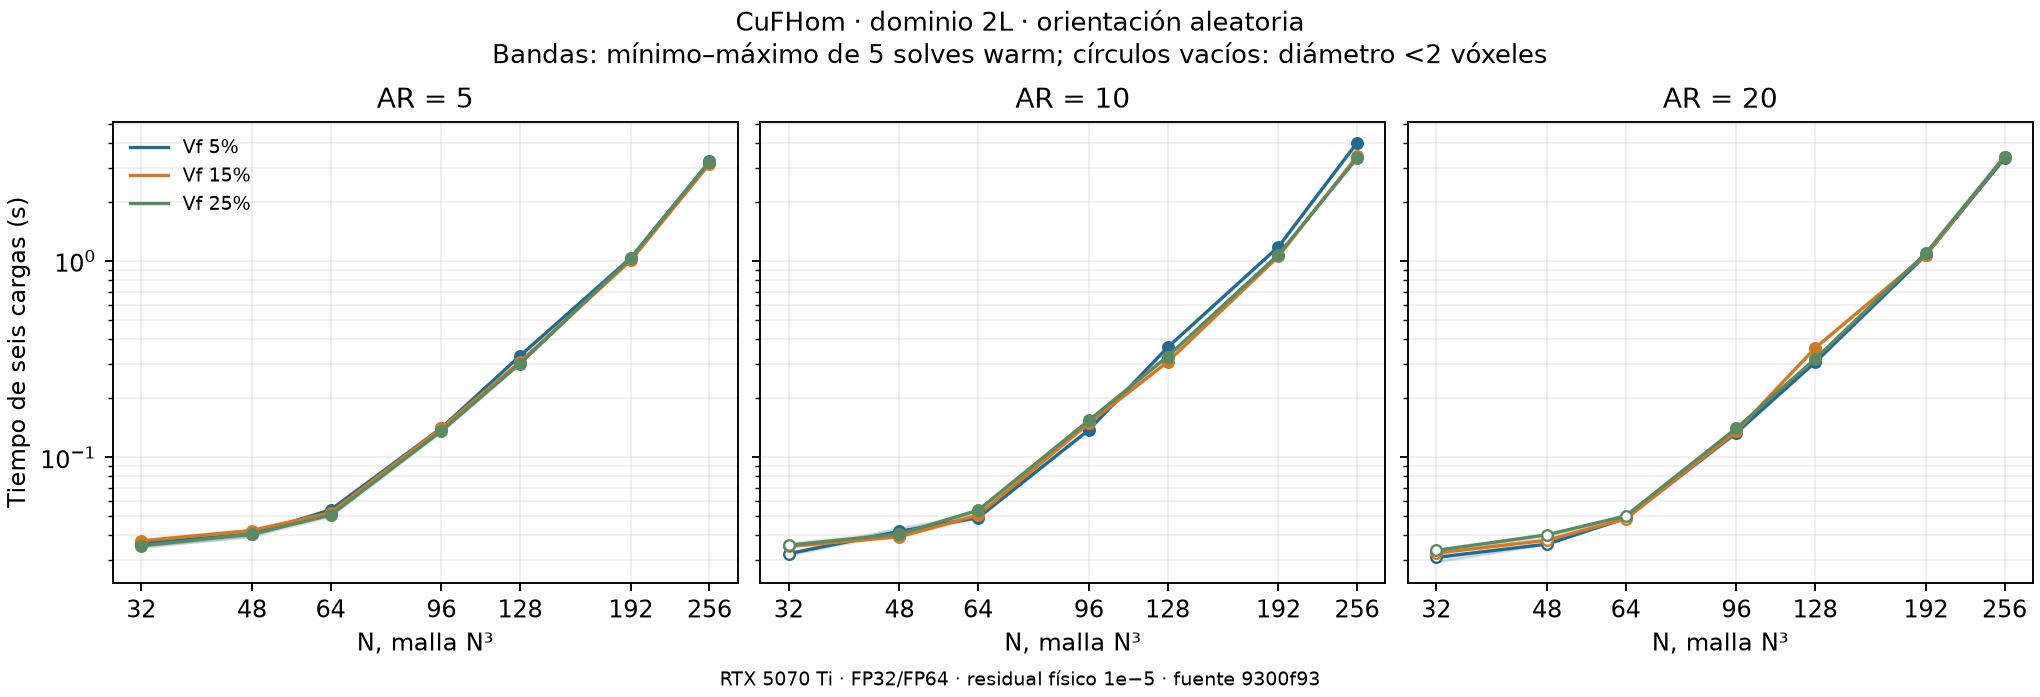 CuFHom · dominio 2L · orientación aleatoria
Bandas: mínimo–máximo de 5 solves warm; círculos vacíos: diámetro <2 vóxeles
AR = 5
AR = 10
AR = 20
Vf 5%
Vf 15%
Vf 25%
Tiempo de seis cargas (s)
10⁰
10⁻¹
32 48 64 96 128 192 256
32 48 64 96 128 192 256
32 48 64 96 128 192 256
N, malla N³
N, malla N³
N, malla N³
RTX 5070 Ti · FP32/FP64 · residual físico 1e−5 · fuente 9300f93